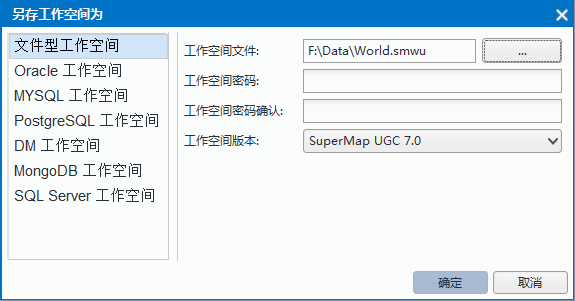 另存工作空间为
文件型工作空间
Oracle 工作空间
MYSQL 工作空间
PostgreSQL 工作空间
DM 工作空间
MongoDB 工作空间
SQL Server 工作空间
工作空间文件: F:\Data\World.smwu ...
工作空间密码:
工作空间密码确认:
工作空间版本: SuperMap UGC 7.0
确定 取消